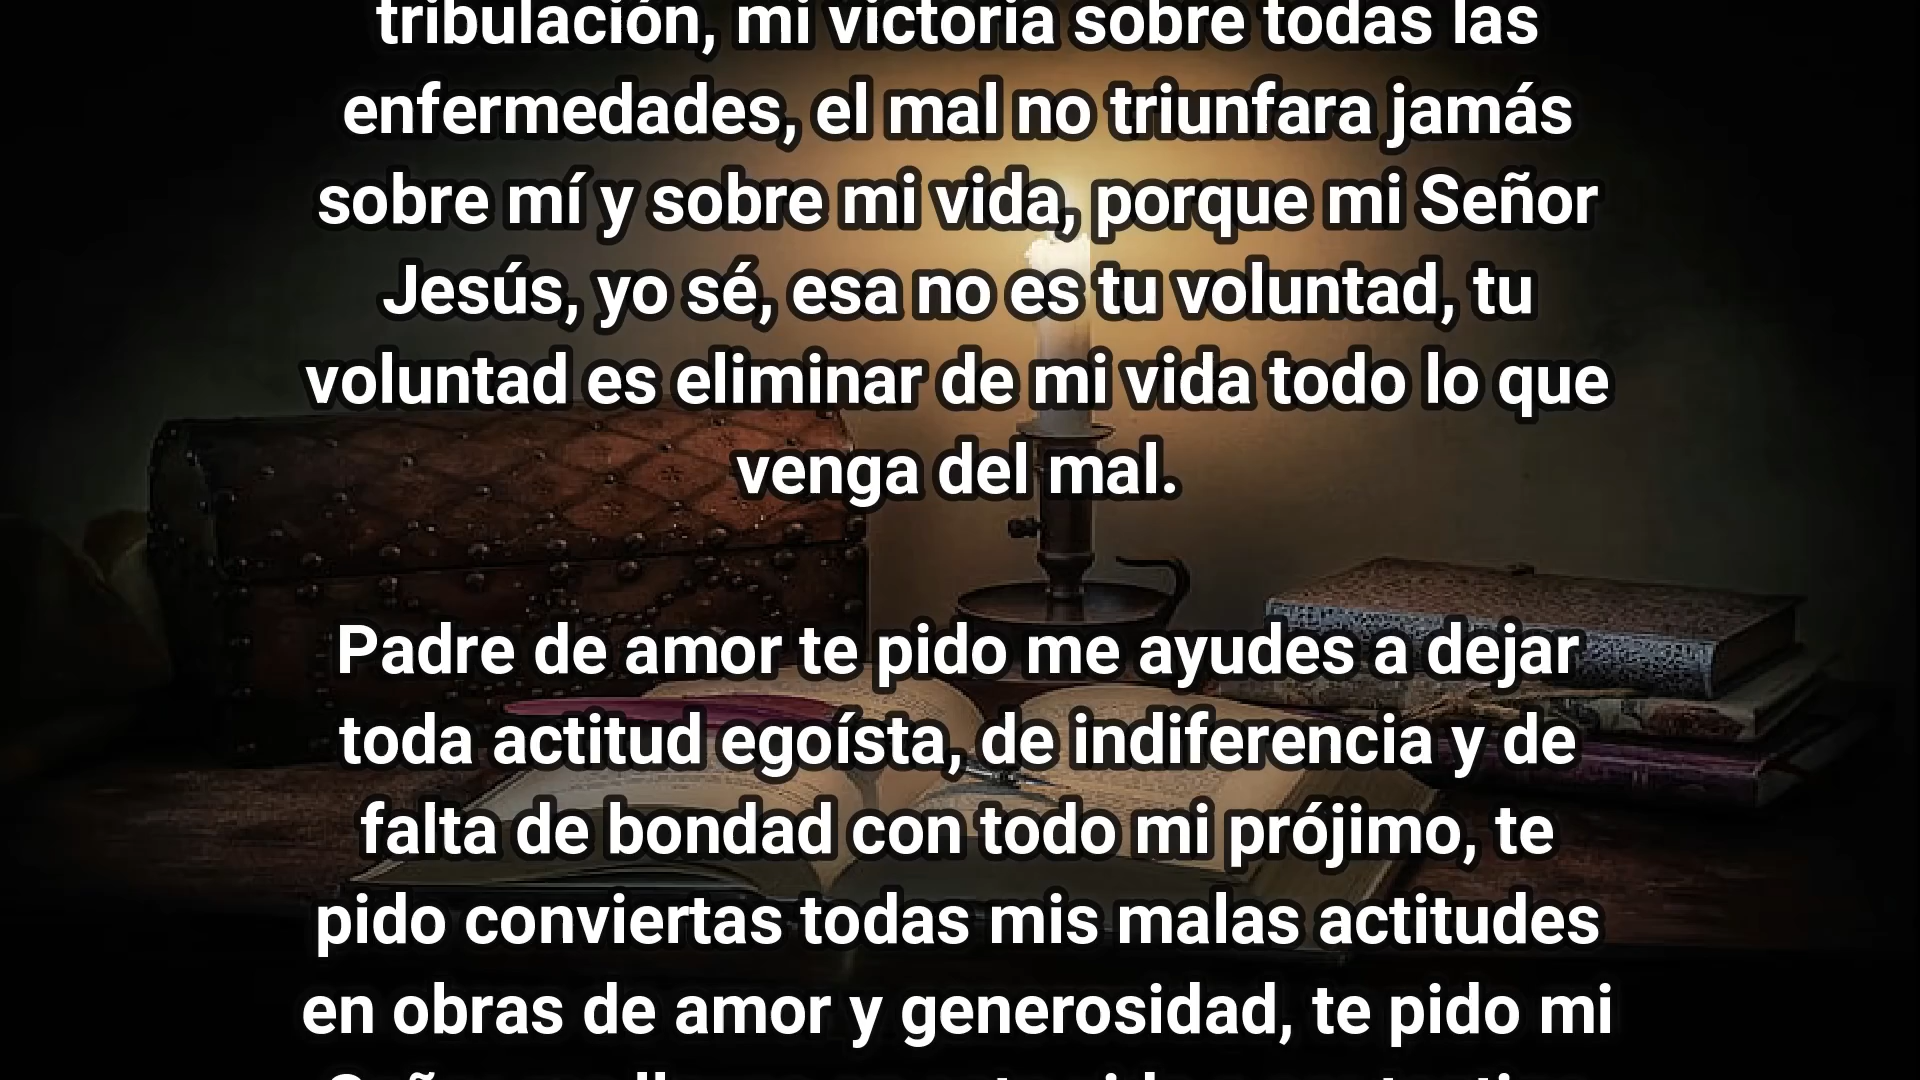 tribulación, mi victoria sobre todas las
enfermedades, el mal no triunfara jamás
sobre mí y sobre mi vida, porque mi Señor
Jesús, yo sé, esa no es tu voluntad, tu
voluntad es eliminar de mi vida todo lo que
venga del mal.
Padre de amor te pido me ayudes a dejar
toda actitud egoísta, de indiferencia y de
falta de bondad con todo mi prójimo, te
pido conviertas todas mis malas actitudes
en obras de amor y generosidad, te pido mi